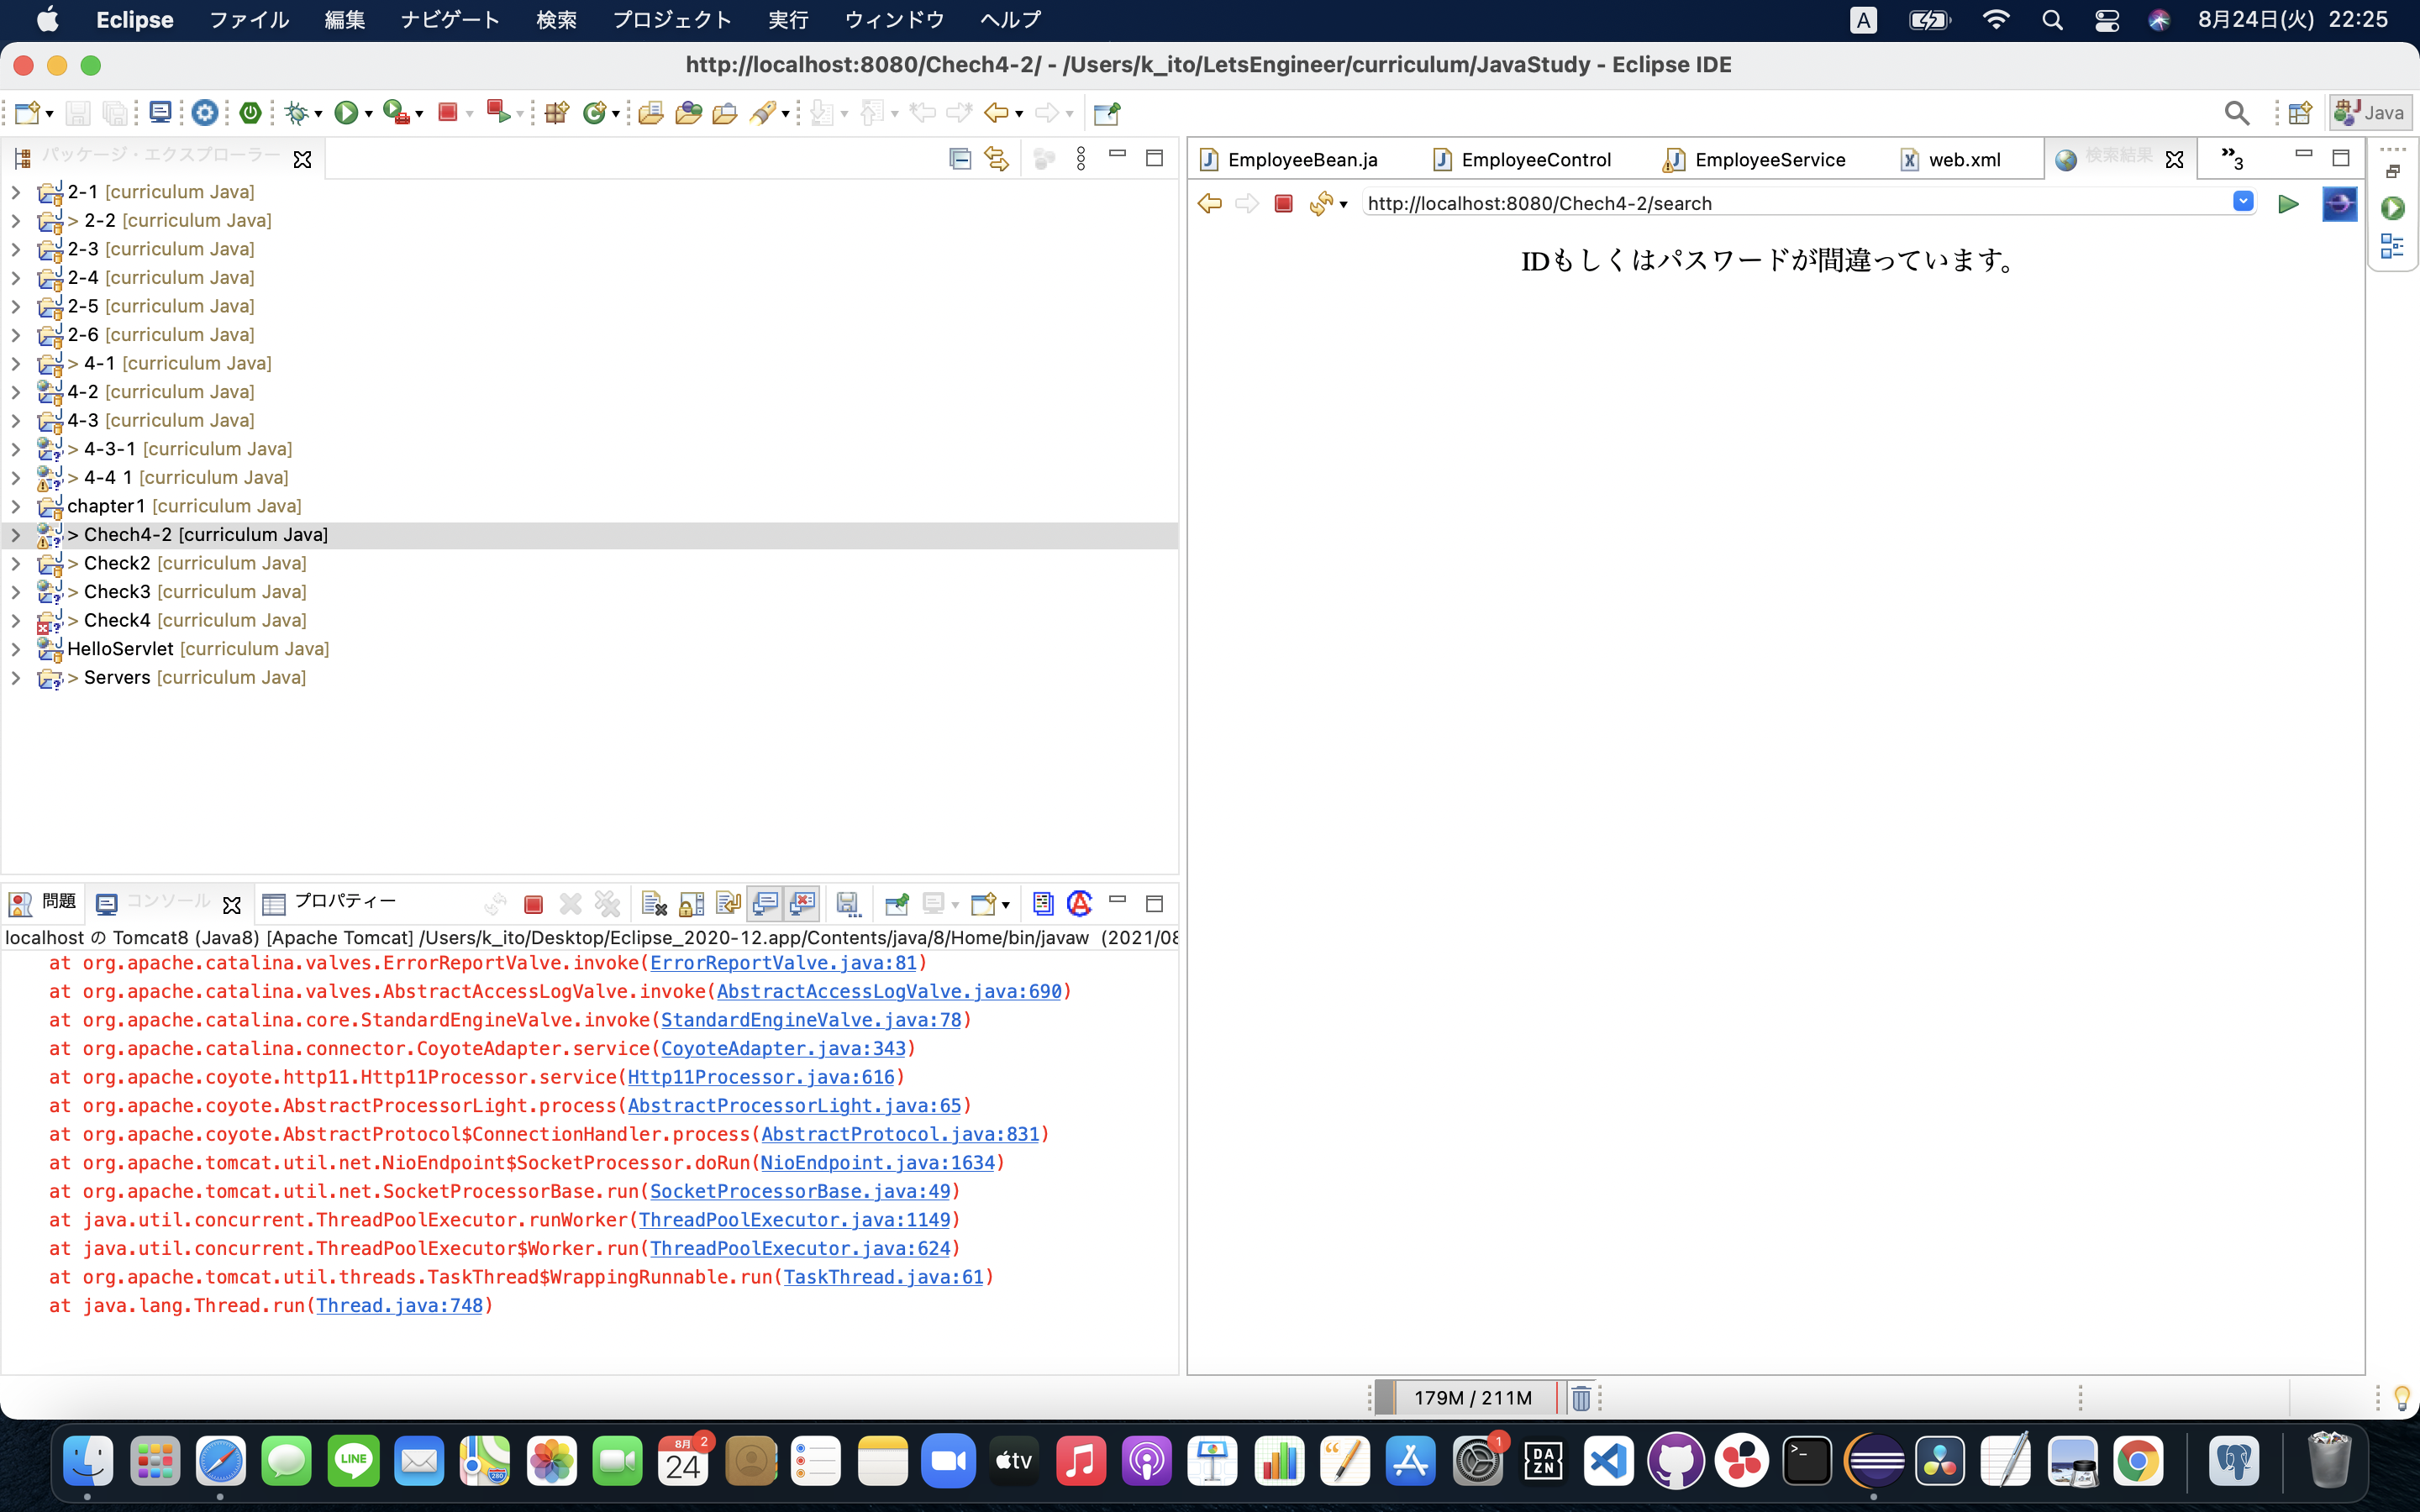 Eclipse ファイル 編集 ナビゲート 検索 プロジェクト 実行 ウィンドウ ヘルプ A 8月24日(火) 22:25
http://localhost:8080/Chech4-2/ - /Users/k_ito/LetsEngineer/curriculum/JavaStudy - Eclipse IDE
Java
パッケージ・エクスプローラー
2-1 [curriculum Java]
> 2-2 [curriculum Java]
2-3 [curriculum Java]
2-4 [curriculum Java]
2-5 [curriculum Java]
2-6 [curriculum Java]
> 4-1 [curriculum Java]
4-2 [curriculum Java]
4-3 [curriculum Java]
> 4-3-1 [curriculum Java]
> 4-4 1 [curriculum Java]
chapter1 [curriculum Java]
> Chech4-2 [curriculum Java]
> Check2 [curriculum Java]
> Check3 [curriculum Java]
> Check4 [curriculum Java]
HelloServlet [curriculum Java]
> Servers [curriculum Java]
EmployeeBean.ja EmployeeControl EmployeeService web.xml 検索結果 »3
http://localhost:8080/Chech4-2/search
IDもしくはパスワードが間違っています。
問題 コンソール プロパティー
localhost の Tomcat8 (Java8) [Apache Tomcat] /Users/k_ito/Desktop/Eclipse_2020-12.app/Contents/java/8/Home/bin/javaw (2021/08
at org.apache.catalina.valves.ErrorReportValve.invoke(ErrorReportValve.java:81)
at org.apache.catalina.valves.AbstractAccessLogValve.invoke(AbstractAccessLogValve.java:690)
at org.apache.catalina.core.StandardEngineValve.invoke(StandardEngineValve.java:78)
at org.apache.catalina.connector.CoyoteAdapter.service(CoyoteAdapter.java:343)
at org.apache.coyote.http11.Http11Processor.service(Http11Processor.java:616)
at org.apache.coyote.AbstractProcessorLight.process(AbstractProcessorLight.java:65)
at org.apache.coyote.AbstractProtocol$ConnectionHandler.process(AbstractProtocol.java:831)
at org.apache.tomcat.util.net.NioEndpoint$SocketProcessor.doRun(NioEndpoint.java:1634)
at org.apache.tomcat.util.net.SocketProcessorBase.run(SocketProcessorBase.java:49)
at java.util.concurrent.ThreadPoolExecutor.runWorker(ThreadPoolExecutor.java:1149)
at java.util.concurrent.ThreadPoolExecutor$Worker.run(ThreadPoolExecutor.java:624)
at org.apache.tomcat.util.threads.TaskThread$WrappingRunnable.run(TaskThread.java:61)
at java.lang.Thread.run(Thread.java:748)
179M / 211M
LINE 280 8月 24 2 tv 1 DAZN